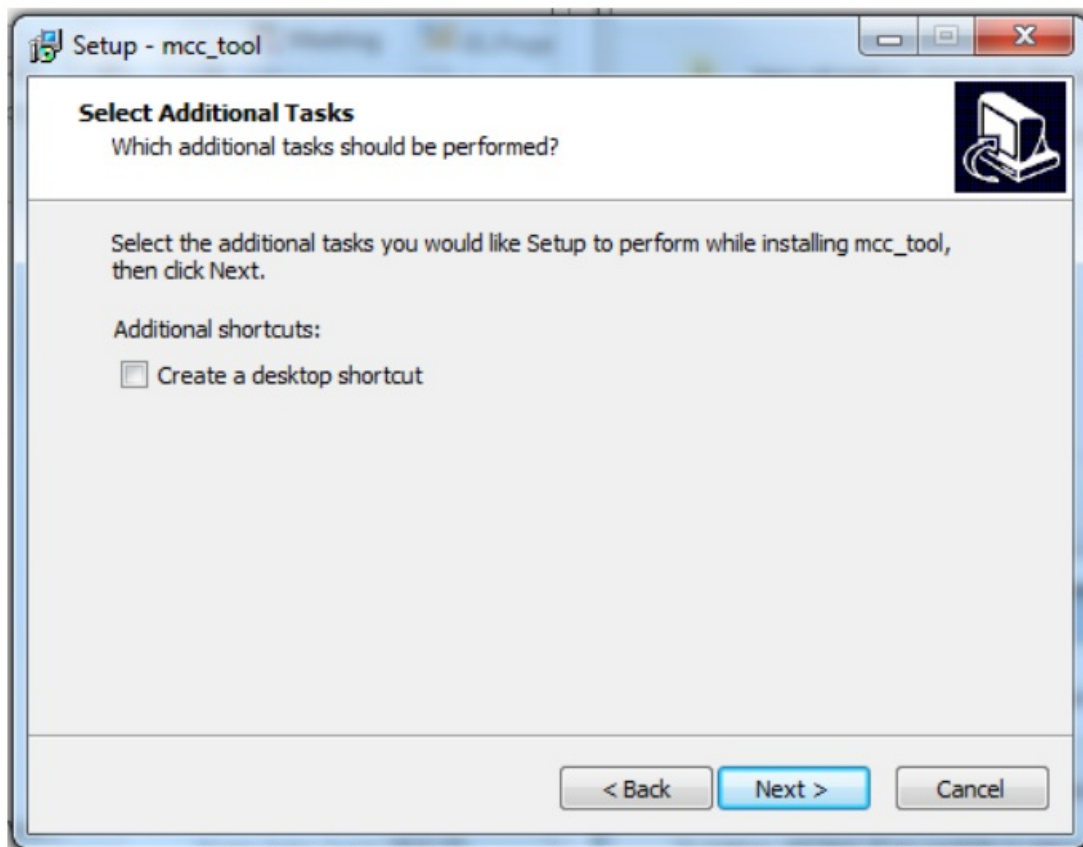 Setup - mcc_tool
Select Additional Tasks
Which additional tasks should be performed?
Select the additional tasks you would like Setup to perform while installing mcc_tool,
then click Next.
Additional shortcuts:
Create a desktop shortcut
< Back
Next >
Cancel